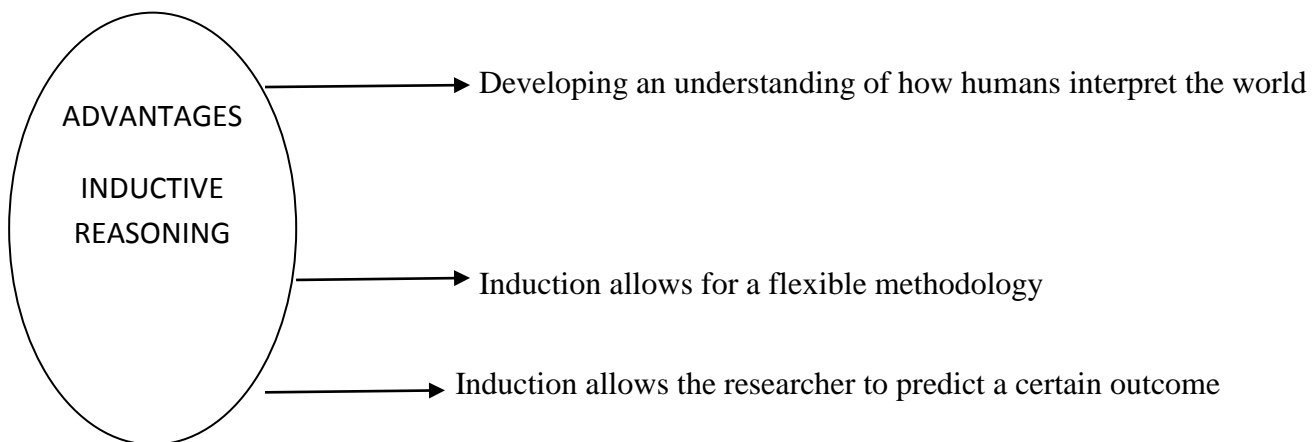 Developing an understanding of how humans interpret the world
ADVANTAGES
INDUCTIVE
REASONING
Induction allows for a flexible methodology
Induction allows the researcher to predict a certain outcome